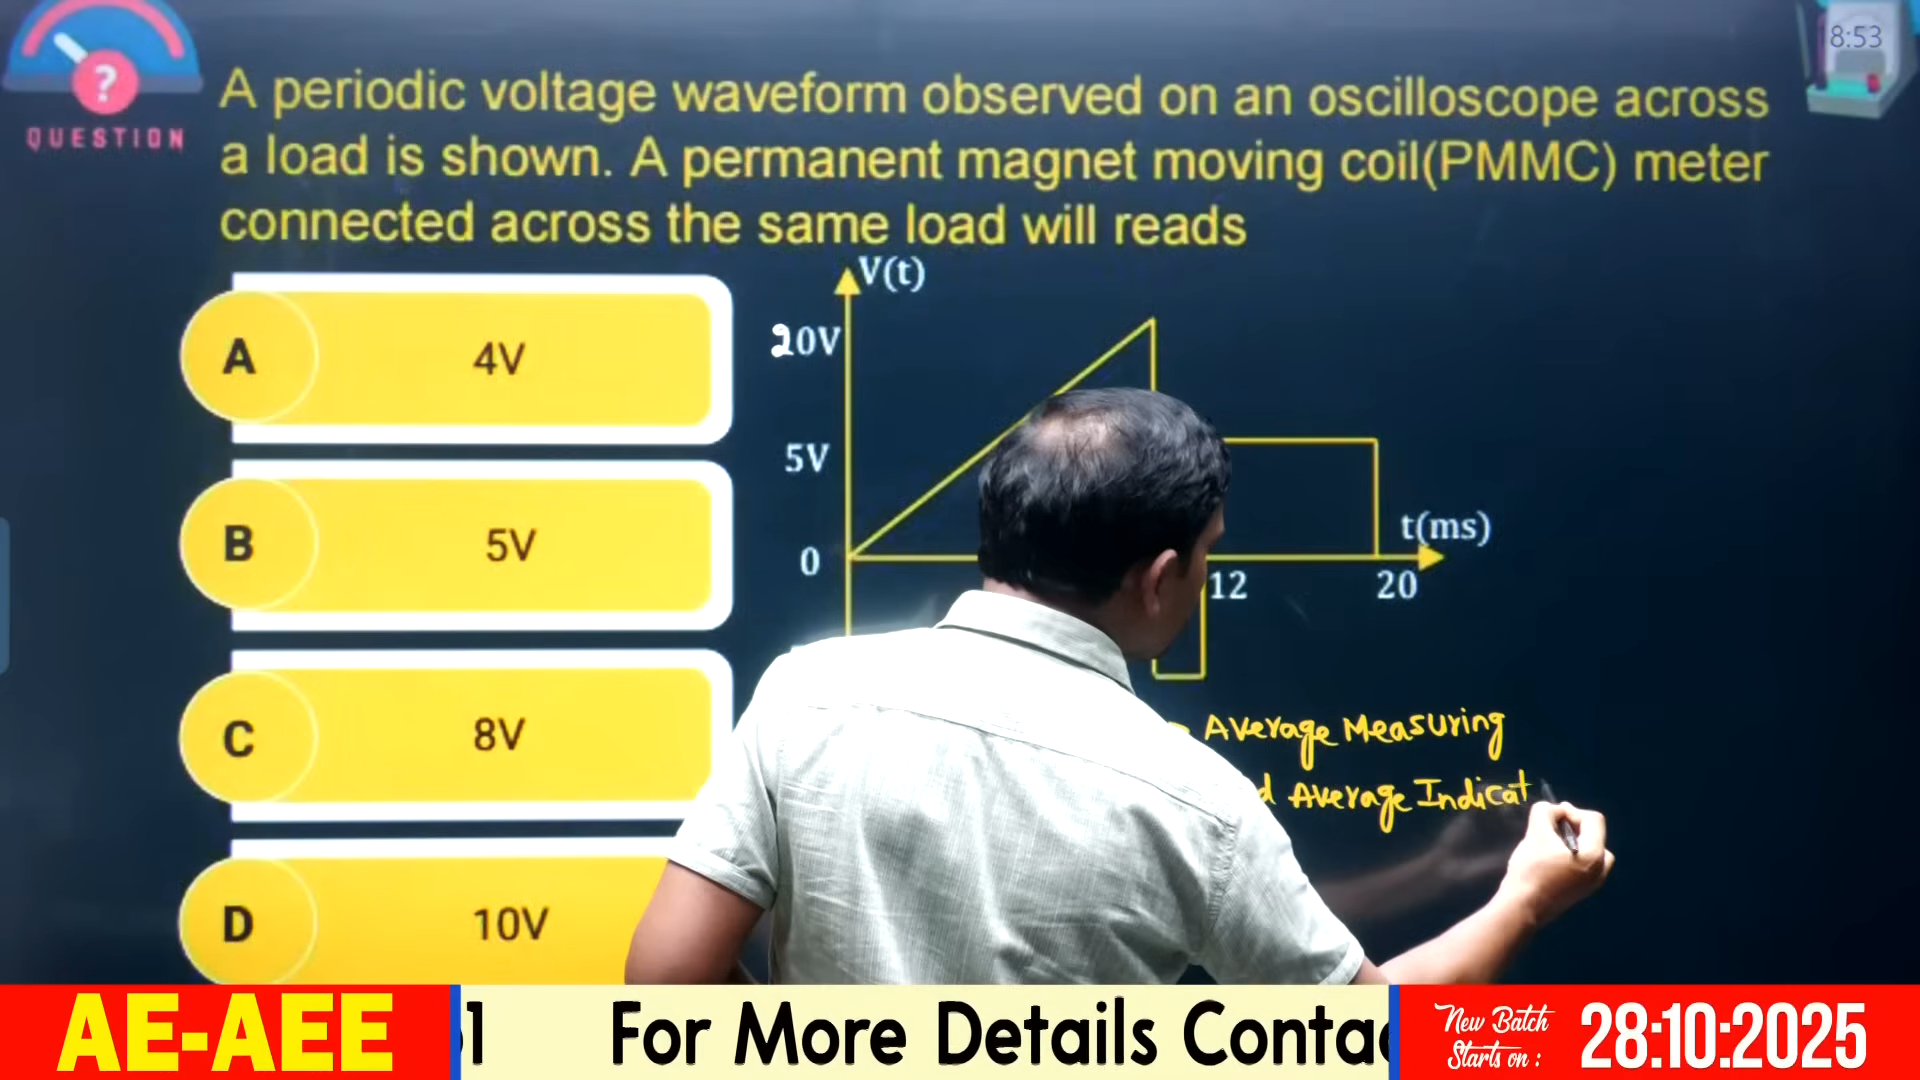 8:53
QUESTION
A periodic voltage waveform observed on an oscilloscope across
a load is shown. A permanent magnet moving coil(PMMC) meter
connected across the same load will reads
A 4V
B 5V
C 8V
D 10V
V(t)
20V
5V
0
t(ms)
12
20
Average Measuring
Average Indicat
AE-AEE
For More Details
New Batch
Starts on :
28:10:2025